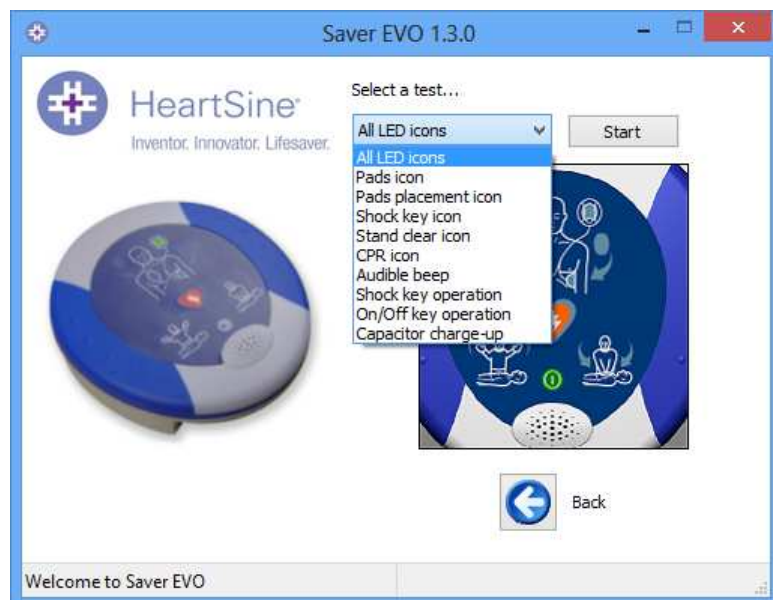 Saver EVO 1.3.0
HeartSine®
Inventor. Innovator. Lifesaver.
Select a test...
All LED icons
Start
All LED icons
Pads icon
Pads placement icon
Shock key icon
Stand clear icon
CPR icon
Audible beep
Shock key operation
On/Off key operation
Capacitor charge-up
Back
Welcome to Saver EVO